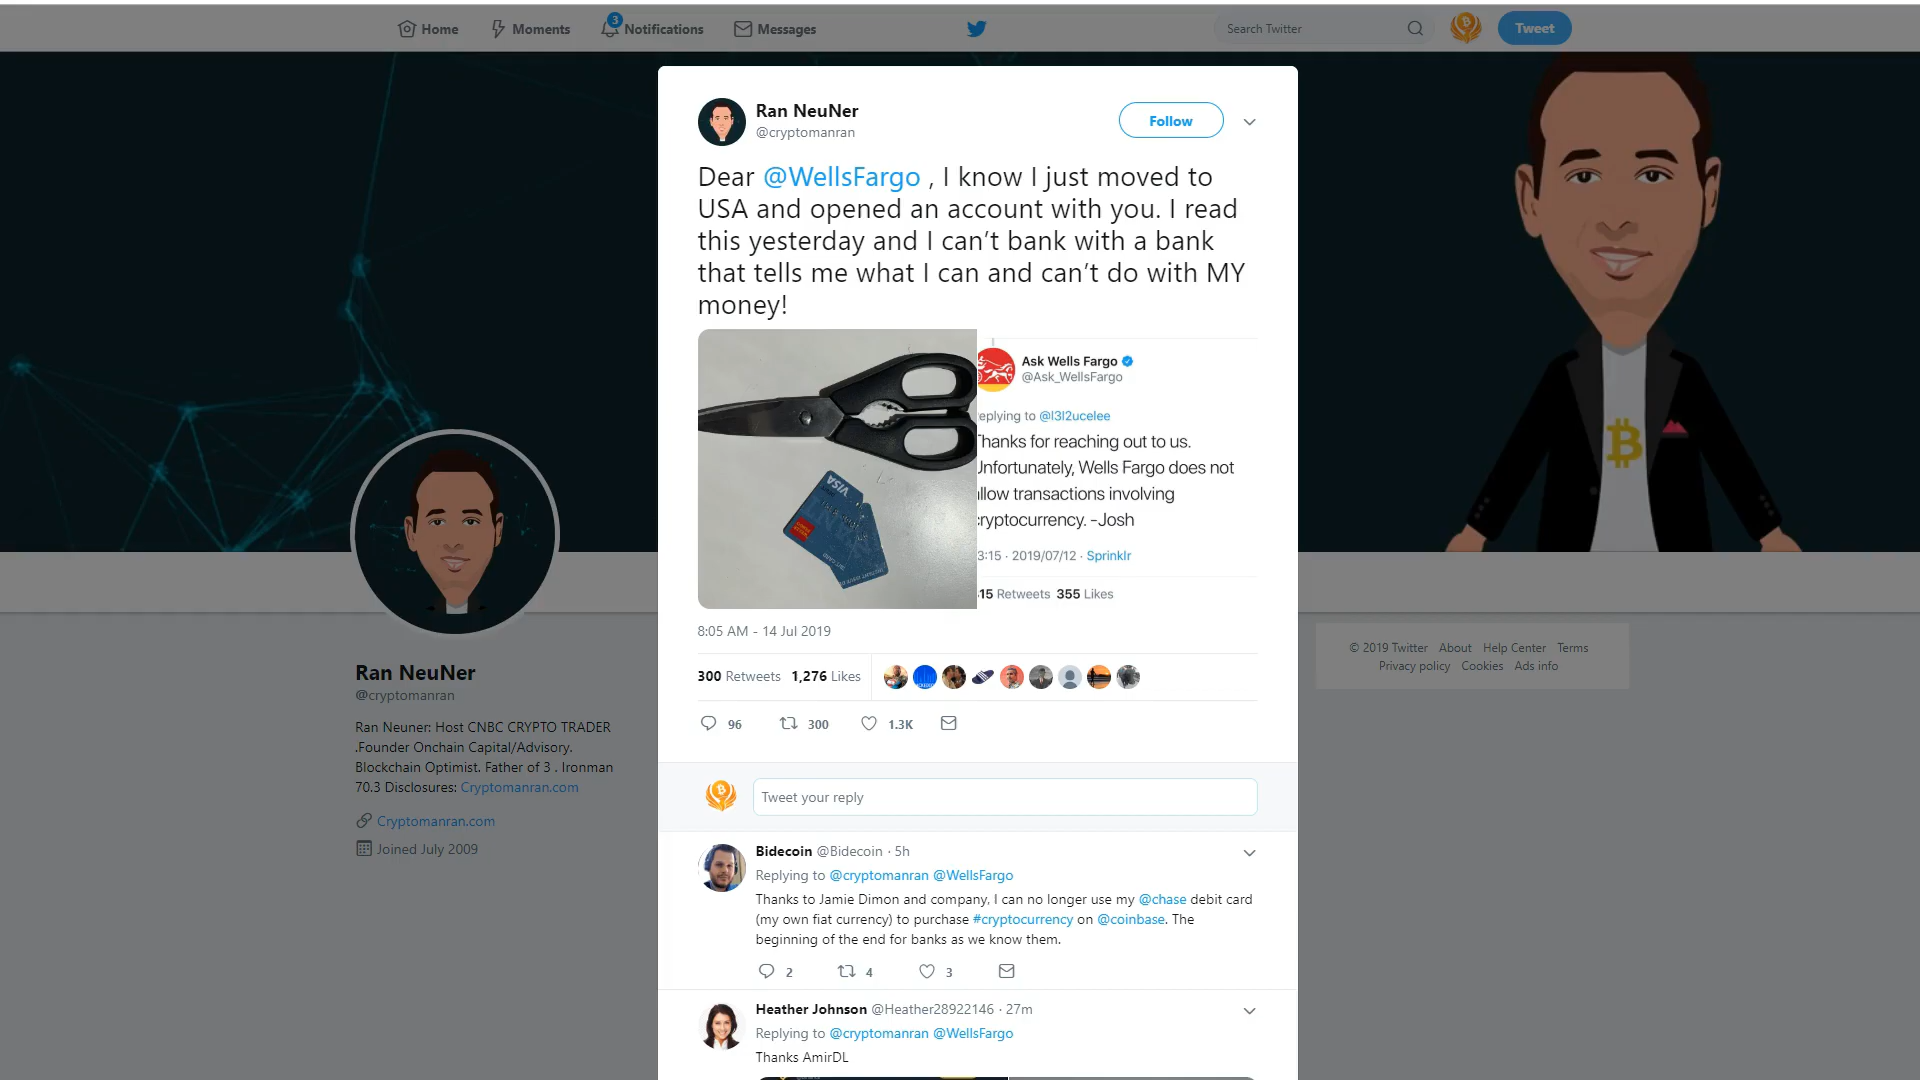 Home Moments 3 Notifications Messages Search Twitter Tweet
Ran NeuNer
@cryptomanran
Follow
Dear @WellsFargo , I know I just moved to
USA and opened an account with you. I read
this yesterday and I can’t bank with a bank
that tells me what I can and can’t do with MY
money!
VISA
Ask Wells Fargo
@Ask_WellsFargo
eplying to @l3l2ucelee
Thanks for reaching out to us.
Unfortunately, Wells Fargo does not
llow transactions involving
cryptocurrency. -Josh
3:15 · 2019/07/12 · Sprinklr
15 Retweets 355 Likes
8:05 AM - 14 Jul 2019
300 Retweets 1,276 Likes
96 300 1.3K
Tweet your reply
Bidecoin @Bidecoin · 5h
Replying to @cryptomanran @WellsFargo
Thanks to Jamie Dimon and company, I can no longer use my @chase debit card
(my own fiat currency) to purchase #cryptocurrency on @coinbase. The
beginning of the end for banks as we know them.
2 4 3
Heather Johnson @Heather28922146 · 27m
Replying to @cryptomanran @WellsFargo
Thanks AmirDL
Ran NeuNer
@cryptomanran
Ran Neuner: Host CNBC CRYPTO TRADER
.Founder Onchain Capital/Advisory.
Blockchain Optimist. Father of 3 . Ironman
70.3 Disclosures: Cryptomanran.com
Cryptomanran.com
Joined July 2009
© 2019 Twitter About Help Center Terms
Privacy policy Cookies Ads info